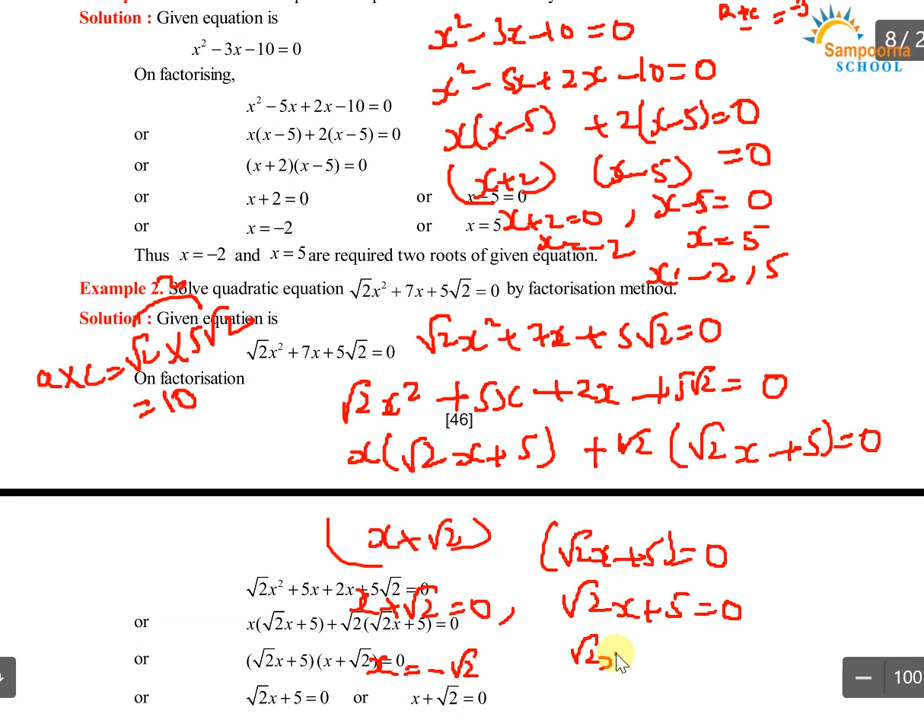 Solution : Given equation is
x² − 3x − 10 = 0
On factorising,
x² − 5x + 2x − 10 = 0
or x(x − 5) + 2(x − 5) = 0
or (x + 2)(x − 5) = 0
or x + 2 = 0 or x − 5 = 0
or x = −2 or x = 5
Thus x = −2 and x = 5 are required two roots of given equation.
x² − 3x − 10 = 0
x² − 5x + 2x − 10 = 0
x(x − 5) + 2(x − 5) = 0
(x + 2) (x − 5) = 0
x + 2 = 0, x − 5 = 0
x = −2 x = 5
−2, 5
= −3
8 / 2
Sampoorna
SCHOOL
Example 2. Solve quadratic equation √2x² + 7x + 5√2 = 0 by factorisation method.
Solution : Given equation is
√2x² + 7x + 5√2 = 0
On factorisation
[46]
a × c = √2 × 5√2
= 10
√2x² + 7x + 5√2 = 0
√2x² + 5x + 2x + 5√2 = 0
x(√2x + 5) + √2(√2x + 5) = 0
(x + √2) (√2x + 5) = 0
x + √2 = 0, √2x + 5 = 0
x = −√2 √2
√2x² + 5x + 2x + 5√2 = 0
or x(√2x + 5) + √2(√2x + 5) = 0
or (√2x + 5)(x + √2) = 0
or √2x + 5 = 0 or x + √2 = 0
100